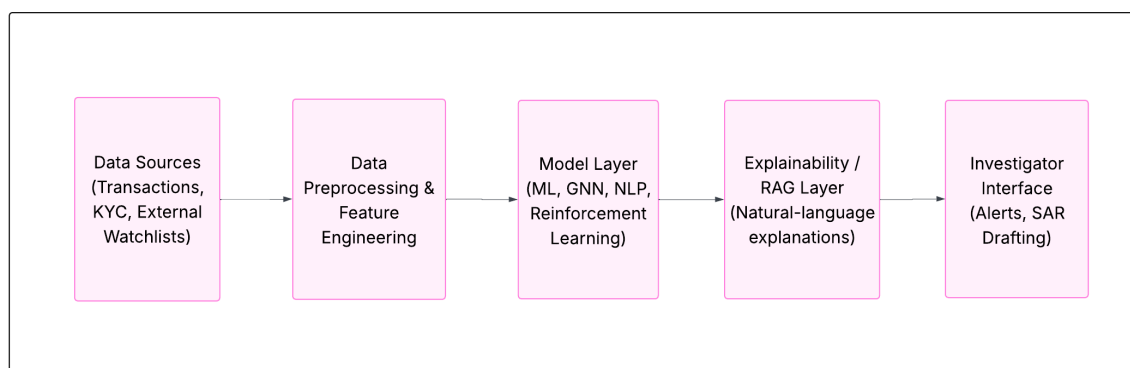 Data Sources
(Transactions,
KYC, External
Watchlists)
Data
Preprocessing &
Feature
Engineering
Model Layer
(ML, GNN, NLP,
Reinforcement
Learning)
Explainability /
RAG Layer
(Natural-language
explanations)
Investigator
Interface
(Alerts, SAR
Drafting)